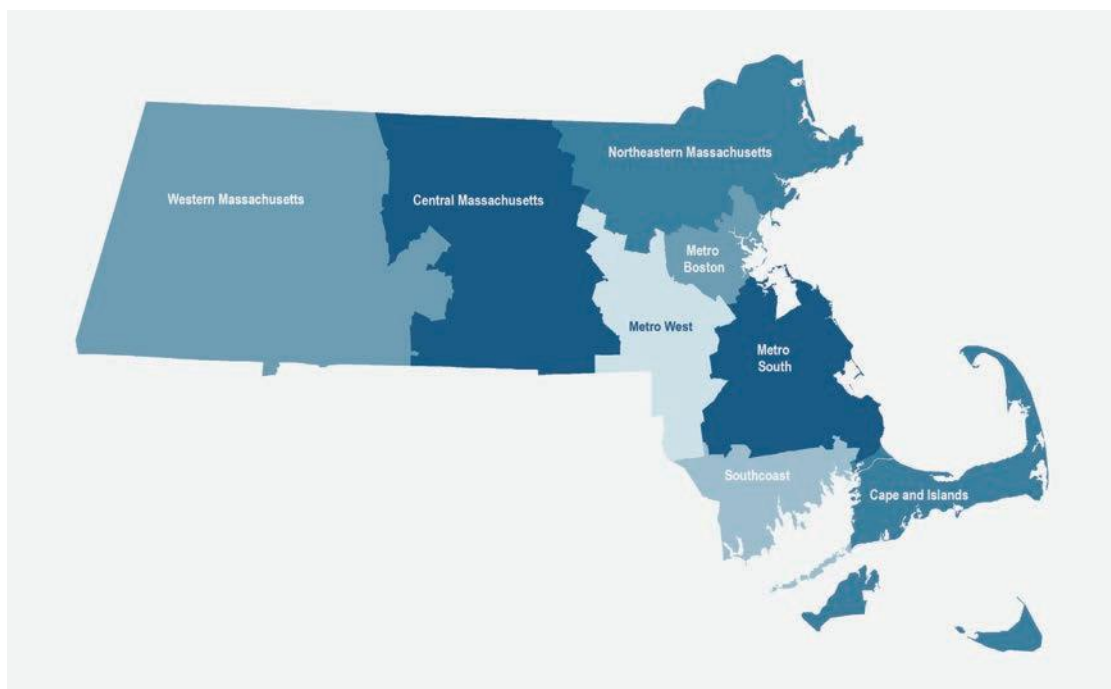 Northeastern Massachusetts
Western Massachusetts
Central Massachusetts
Metro
Boston
Metro West
Metro
South
Southcoast
Cape and Islands